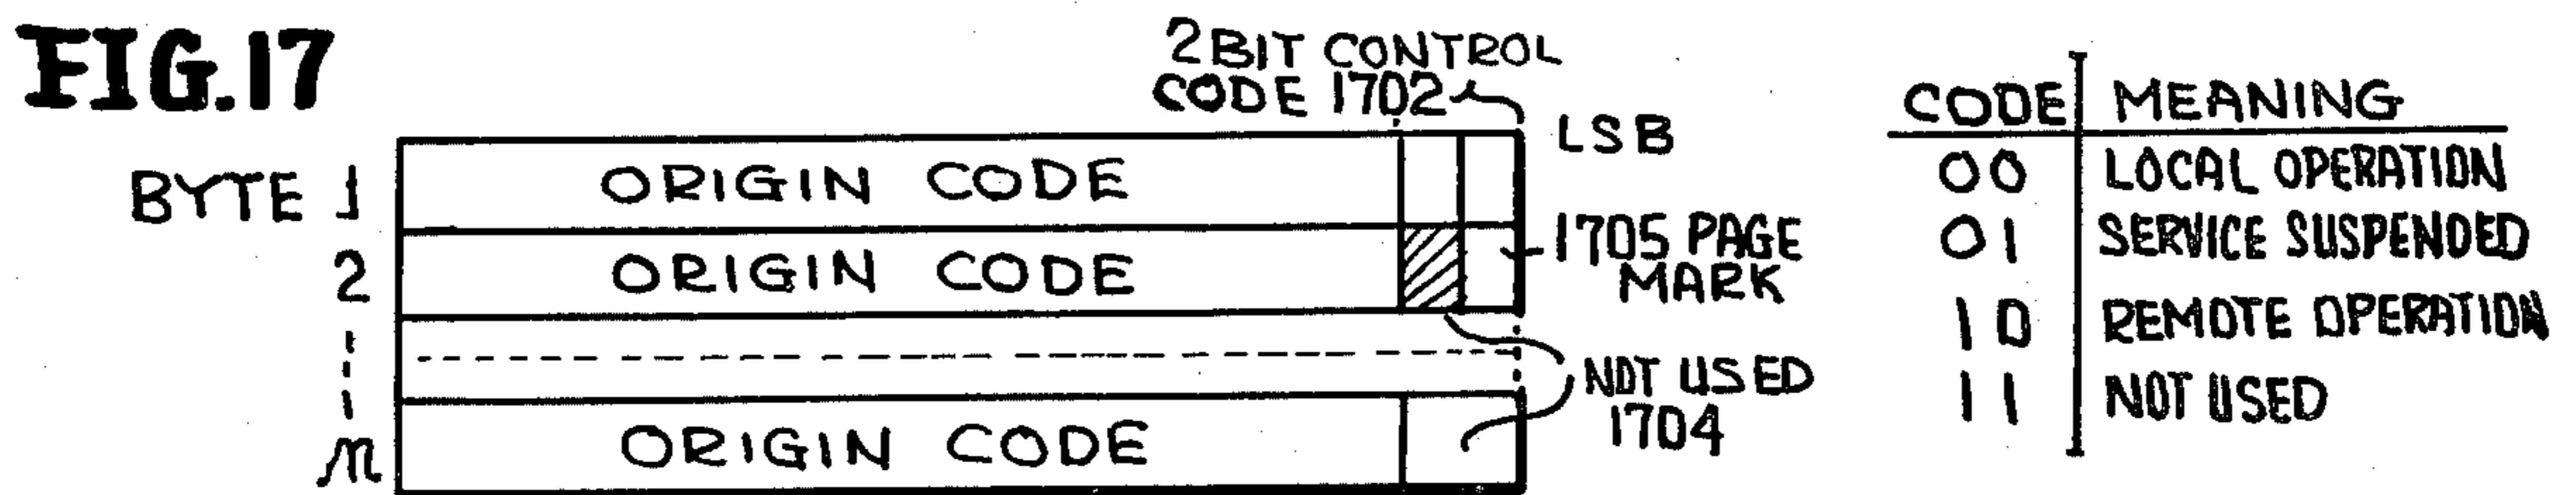 FIG.17
2 BIT CONTROL
CODE 1702
LSB
BYTE 1
ORIGIN CODE
2
ORIGIN CODE
1705 PAGE
MARK
NOT USED
1704
n
ORIGIN CODE
CODE MEANING
00 LOCAL OPERATION
01 SERVICE SUSPENDED
10 REMOTE OPERATION
11 NOT USED